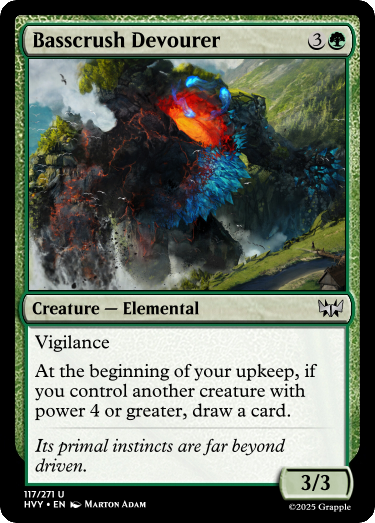 Basscrush Devourer 3
Creature — Elemental
Vigilance
At the beginning of your upkeep, if
you control another creature with
power 4 or greater, draw a card.
Its primal instincts are far beyond
driven.
3/3
117/271 U
HVY • EN Marton Adam
©2025 Grapple